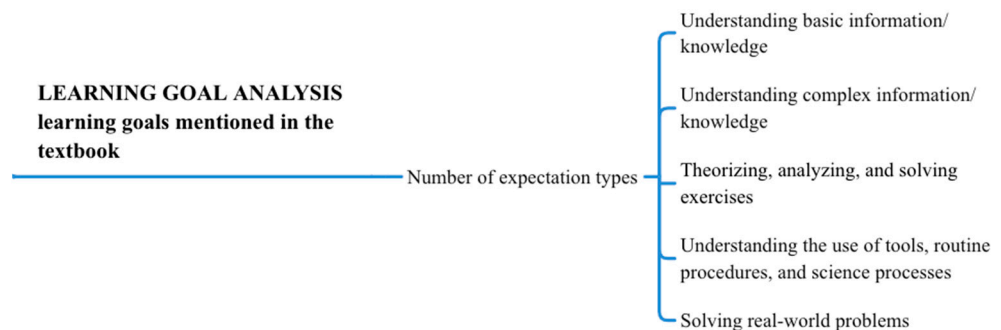 LEARNING GOAL ANALYSIS
learning goals mentioned in the
textbook
Number of expectation types
Understanding basic information/
knowledge
Understanding complex information/
knowledge
Theorizing, analyzing, and solving
exercises
Understanding the use of tools, routine
procedures, and science processes
Solving real-world problems